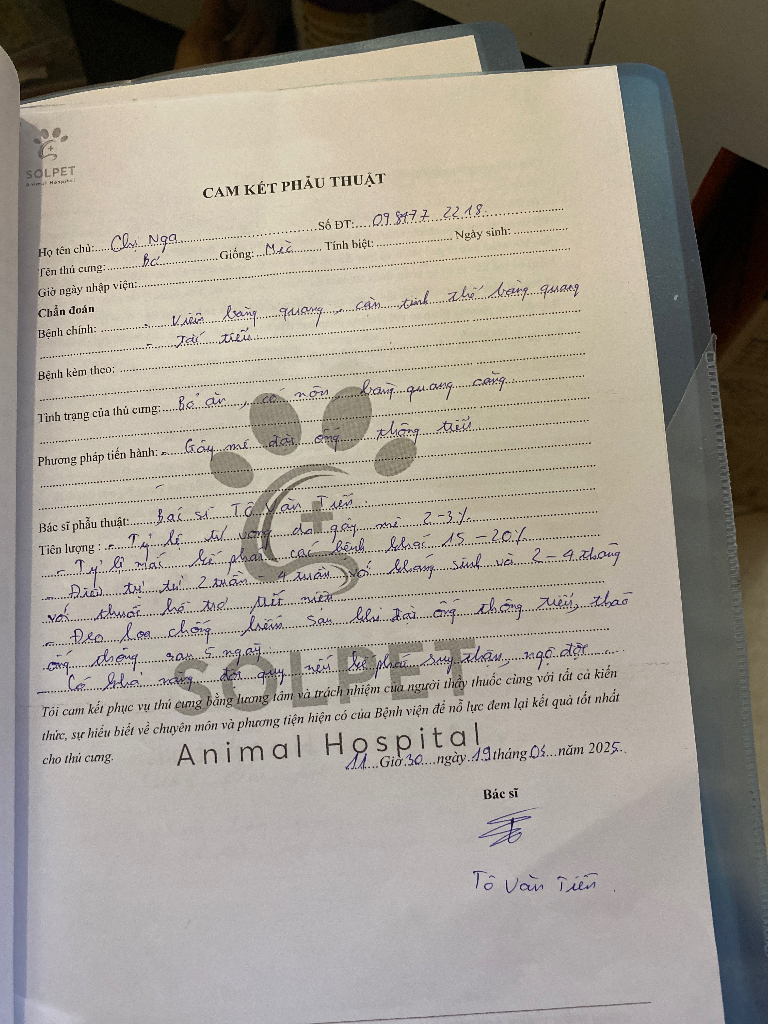 SOLPET
Animal Hospital
CAM KẾT PHẪU THUẬT
Họ tên chủ: Chị Nga Số ĐT: 098177 2218
Tên thú cưng: Bơ Giống: Mèo Tính biệt: Ngày sinh:
Giờ ngày nhập viện:
Chẩn đoán
Bệnh chính: - Viêm bàng quang, cặn tinh thể bàng quang
- Tái tiểu
Bệnh kèm theo:
Tình trạng của thú cưng: Bỏ ăn, có nôn, bàng quang căng
Phương pháp tiến hành: - Gây mê đặt ống thông tiểu
-
Bác sĩ phẫu thuật: Bác sĩ Tô Văn Tiến
Tiên lượng: - Tỷ lệ tử vong do gây mê 2-3%
- Tỷ lệ mắc kế phát các bệnh khác 15-20%
- Điều trị từ 2 tuần - 4 tuần với kháng sinh và 2-4 tháng
với thuốc hỗ trợ tiết niệu
- Đeo loa chống liếm sau khi đặt ống thông tiểu, tháo
ống thông sau 5 ngày
- Có khả năng đột quỵ nếu kế phát suy thận, ngộ độc
Tôi cam kết phục vụ thú cưng bằng lương tâm và trách nhiệm của người thầy thuốc cùng với tất cả kiến
thức, sự hiểu biết về chuyên môn và phương tiện hiện có của Bệnh viện để nỗ lực đem lại kết quả tốt nhất
cho thú cưng.
SOLPET
Animal Hospital
11 Giờ 30 ngày 19 tháng 05 năm 2025
Bác sĩ
Tô Văn Tiến